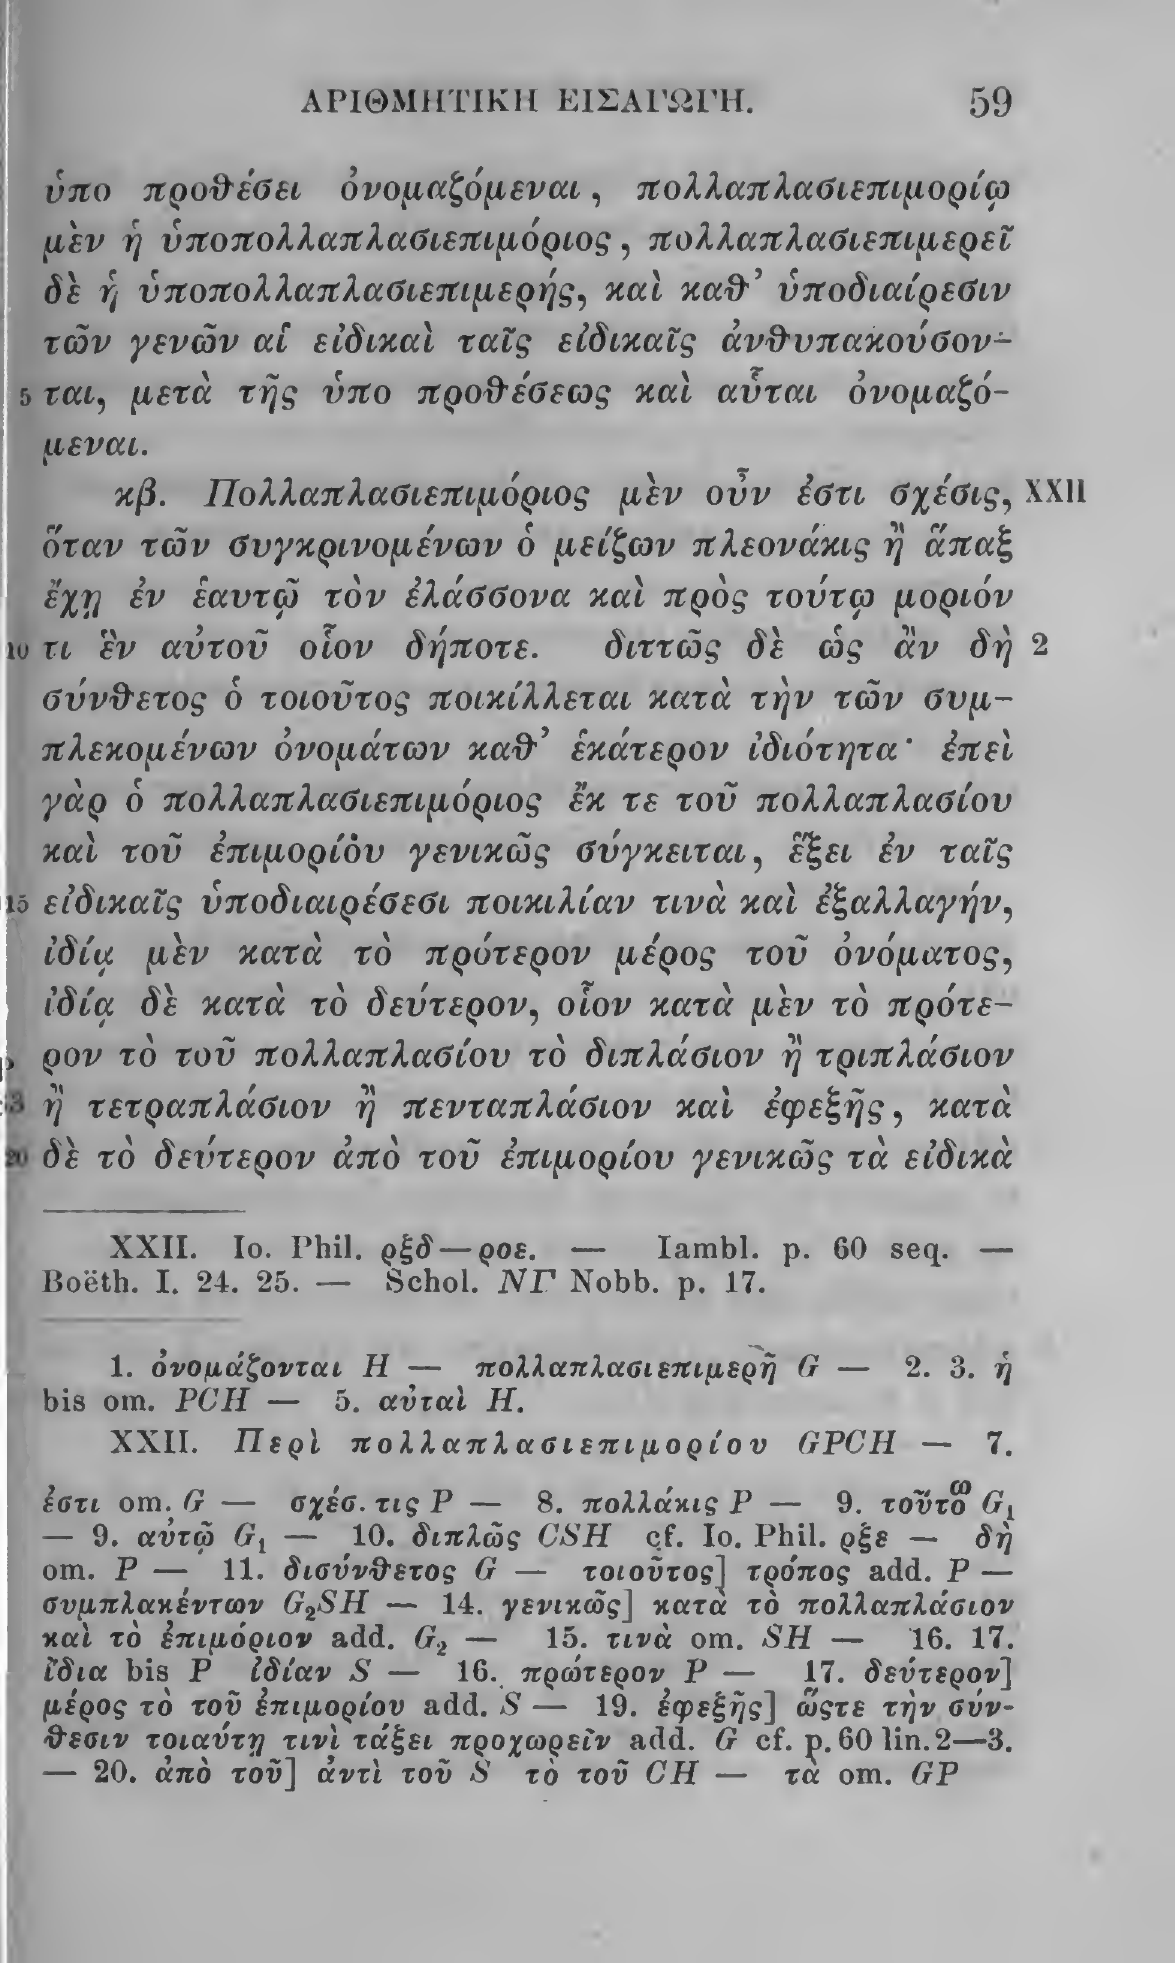 ΑΡΙΘΜΗΤΙΚΗ ΕΙΣΑΓΩΓΗ. 59
ὑπο προθέσει ὀνομαζόμεναι, πολλαπλασιεπιμορίῳ
μὲν ἡ ὑποπολλαπλασιεπιμόριος, πολλαπλασιεπιμερεῖ
δὲ ἡ ὑποπολλαπλασιεπιμερής, καὶ καθ’ ὑποδιαίρεσιν
τῶν γενῶν αἱ εἰδικαὶ ταῖς εἰδικαῖς ἀνθυπακούσον-
5 ται, μετὰ τῆς ὑπο προθέσεως καὶ αὗται ὀνομαζό-
μεναι.
κβ. Πολλαπλασιεπιμόριος μὲν οὖν ἐστι σχέσις, XXII
ὅταν τῶν συγκρινομένων ὁ μείζων πλεονάκις ἢ ἅπαξ
ἔχῃ ἐν ἑαυτῷ τὸν ἐλάσσονα καὶ πρὸς τούτῳ μοριόν
10 τι ἓν αὐτοῦ οἷον δήποτε. διττῶς δὲ ὡς ἂν δὴ 2
σύνθετος ὁ τοιοῦτος ποικίλλεται κατὰ τὴν τῶν συμ-
πλεκομένων ὀνομάτων καθ’ ἑκάτερον ἰδιότητα· ἐπεὶ
γὰρ ὁ πολλαπλασιεπιμόριος ἔκ τε τοῦ πολλαπλασίου
καὶ τοῦ ἐπιμορίου γενικῶς σύγκειται, ἕξει ἐν ταῖς
15 εἰδικαῖς ὑποδιαιρέσεσι ποικιλίαν τινὰ καὶ ἐξαλλαγήν,
ἰδίᾳ μὲν κατὰ τὸ πρότερον μέρος τοῦ ὀνόματος,
ἰδίᾳ δὲ κατὰ τὸ δεύτερον, οἷον κατὰ μὲν τὸ πρότε-
ρον τὸ τοῦ πολλαπλασίου τὸ διπλάσιον ἢ τριπλάσιον
3 ἢ τετραπλάσιον ἢ πενταπλάσιον καὶ ἐφεξῆς, κατὰ
20 δὲ τὸ δεύτερον ἀπὸ τοῦ ἐπιμορίου γενικῶς τὰ εἰδικὰ
XXII. Io. Phil. ρξδ—ροε. — Iambl. p. 60 seq. —
Boëth. I. 24. 25. — Schol. ΝΓ Nobb. p. 17.
1. ὀνομάζονται H — πολλαπλασιεπιμερῆ G — 2. 3. ἡ
bis om. PCH — 5. αὐταὶ H.
XXII. Περὶ πολλαπλασιεπιμορίου GPCH — 7.
ἐστι om. G — σχέσ. τις P — 8. πολλάκις P — 9. τοῦτοω G₁
— 9. αὐτῷ G₁ — 10. διπλῶς CSH cf. Io. Phil. ρξε — δὴ
om. P — 11. δισύνθετος G — τοιοῦτος] τρόπος add. P —
συμπλακέντων G₂SH — 14. γενικῶς] κατὰ τὸ πολλαπλάσιον
καὶ τὸ ἐπιμόριον add. G₂ — 15. τινὰ om. SH — 16. 17.
ἴδια bis P ἰδίαν S — 16. πρώτερον P — 17. δεύτερον]
μέρος τὸ τοῦ ἐπιμορίου add. S — 19. ἐφεξῆς] ὥςτε τὴν σύν-
θεσιν τοιαύτῃ τινὶ τάξει προχωρεῖν add. G cf. p. 60 lin. 2—3.
— 20. ἀπὸ τοῦ] ἀντὶ τοῦ S τὸ τοῦ CH — τὰ om. GP